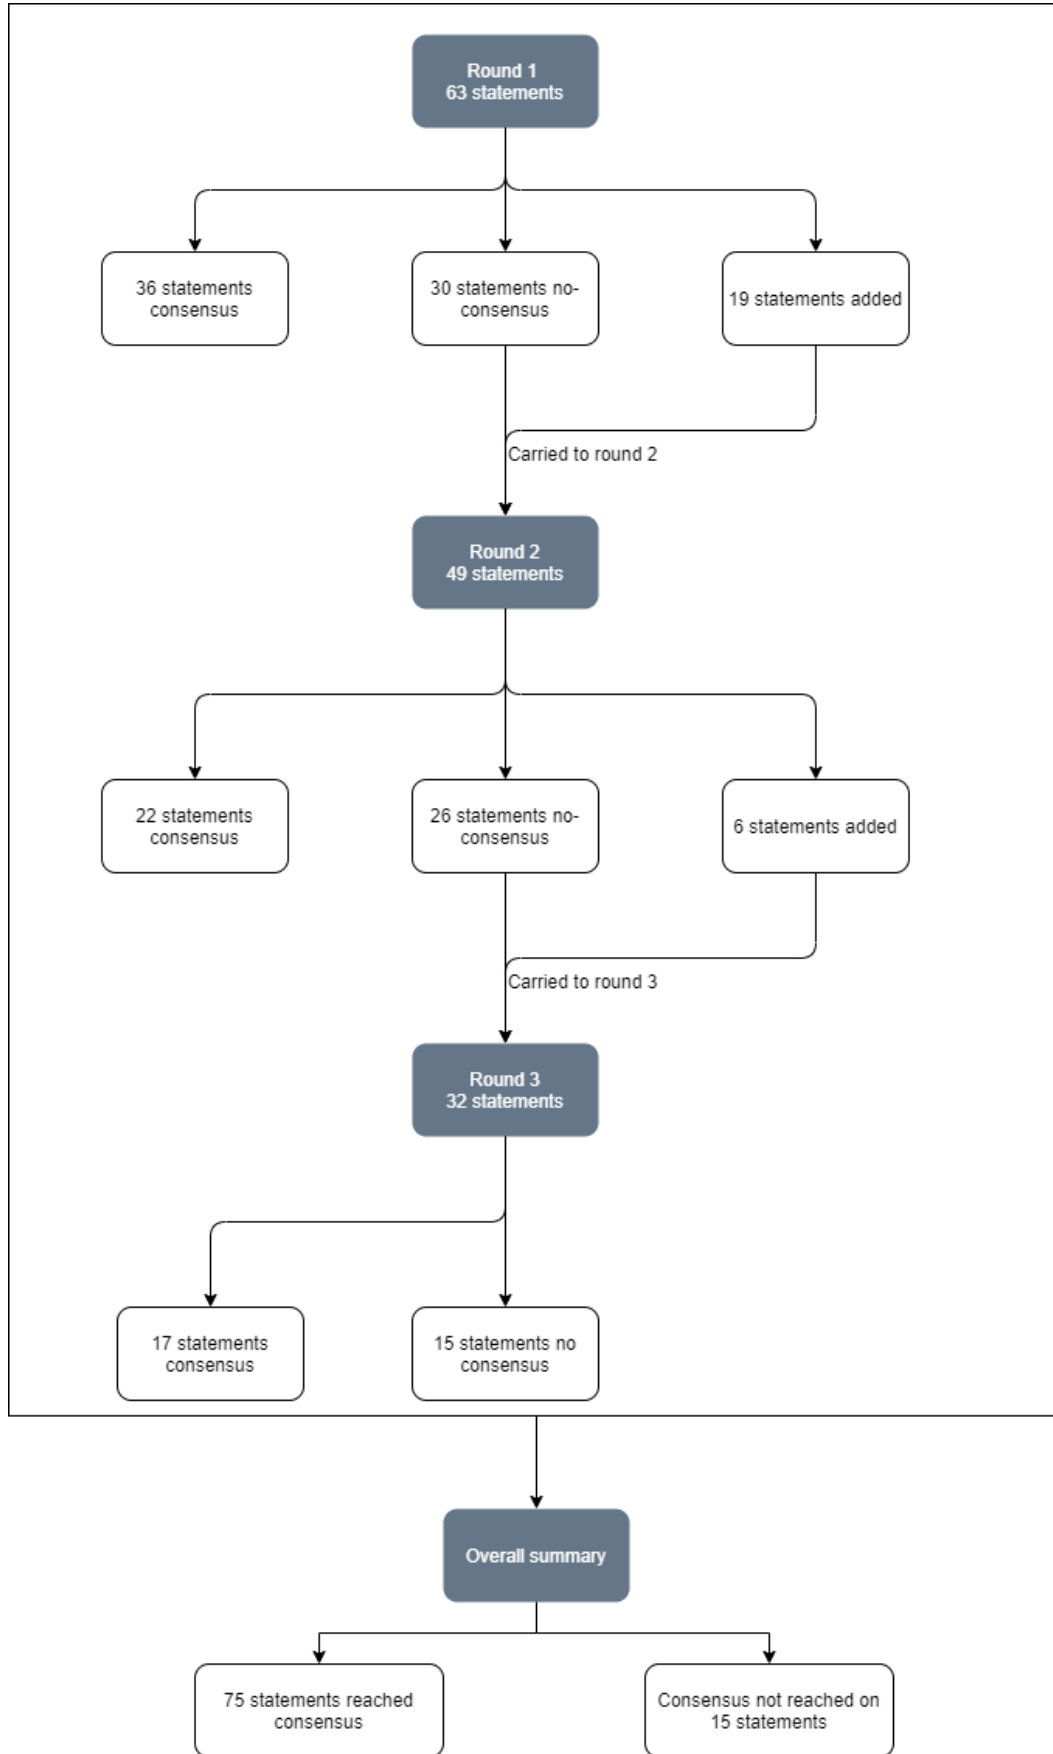 Round 1
63 statements
36 statements
consensus
30 statements no-
consensus
19 statements added
Carried to round 2
Round 2
49 statements
22 statements
consensus
26 statements no-
consensus
6 statements added
Carried to round 3
Round 3
32 statements
17 statements
consensus
15 statements no
consensus
Overall summary
75 statements reached
consensus
Consensus not reached on
15 statements